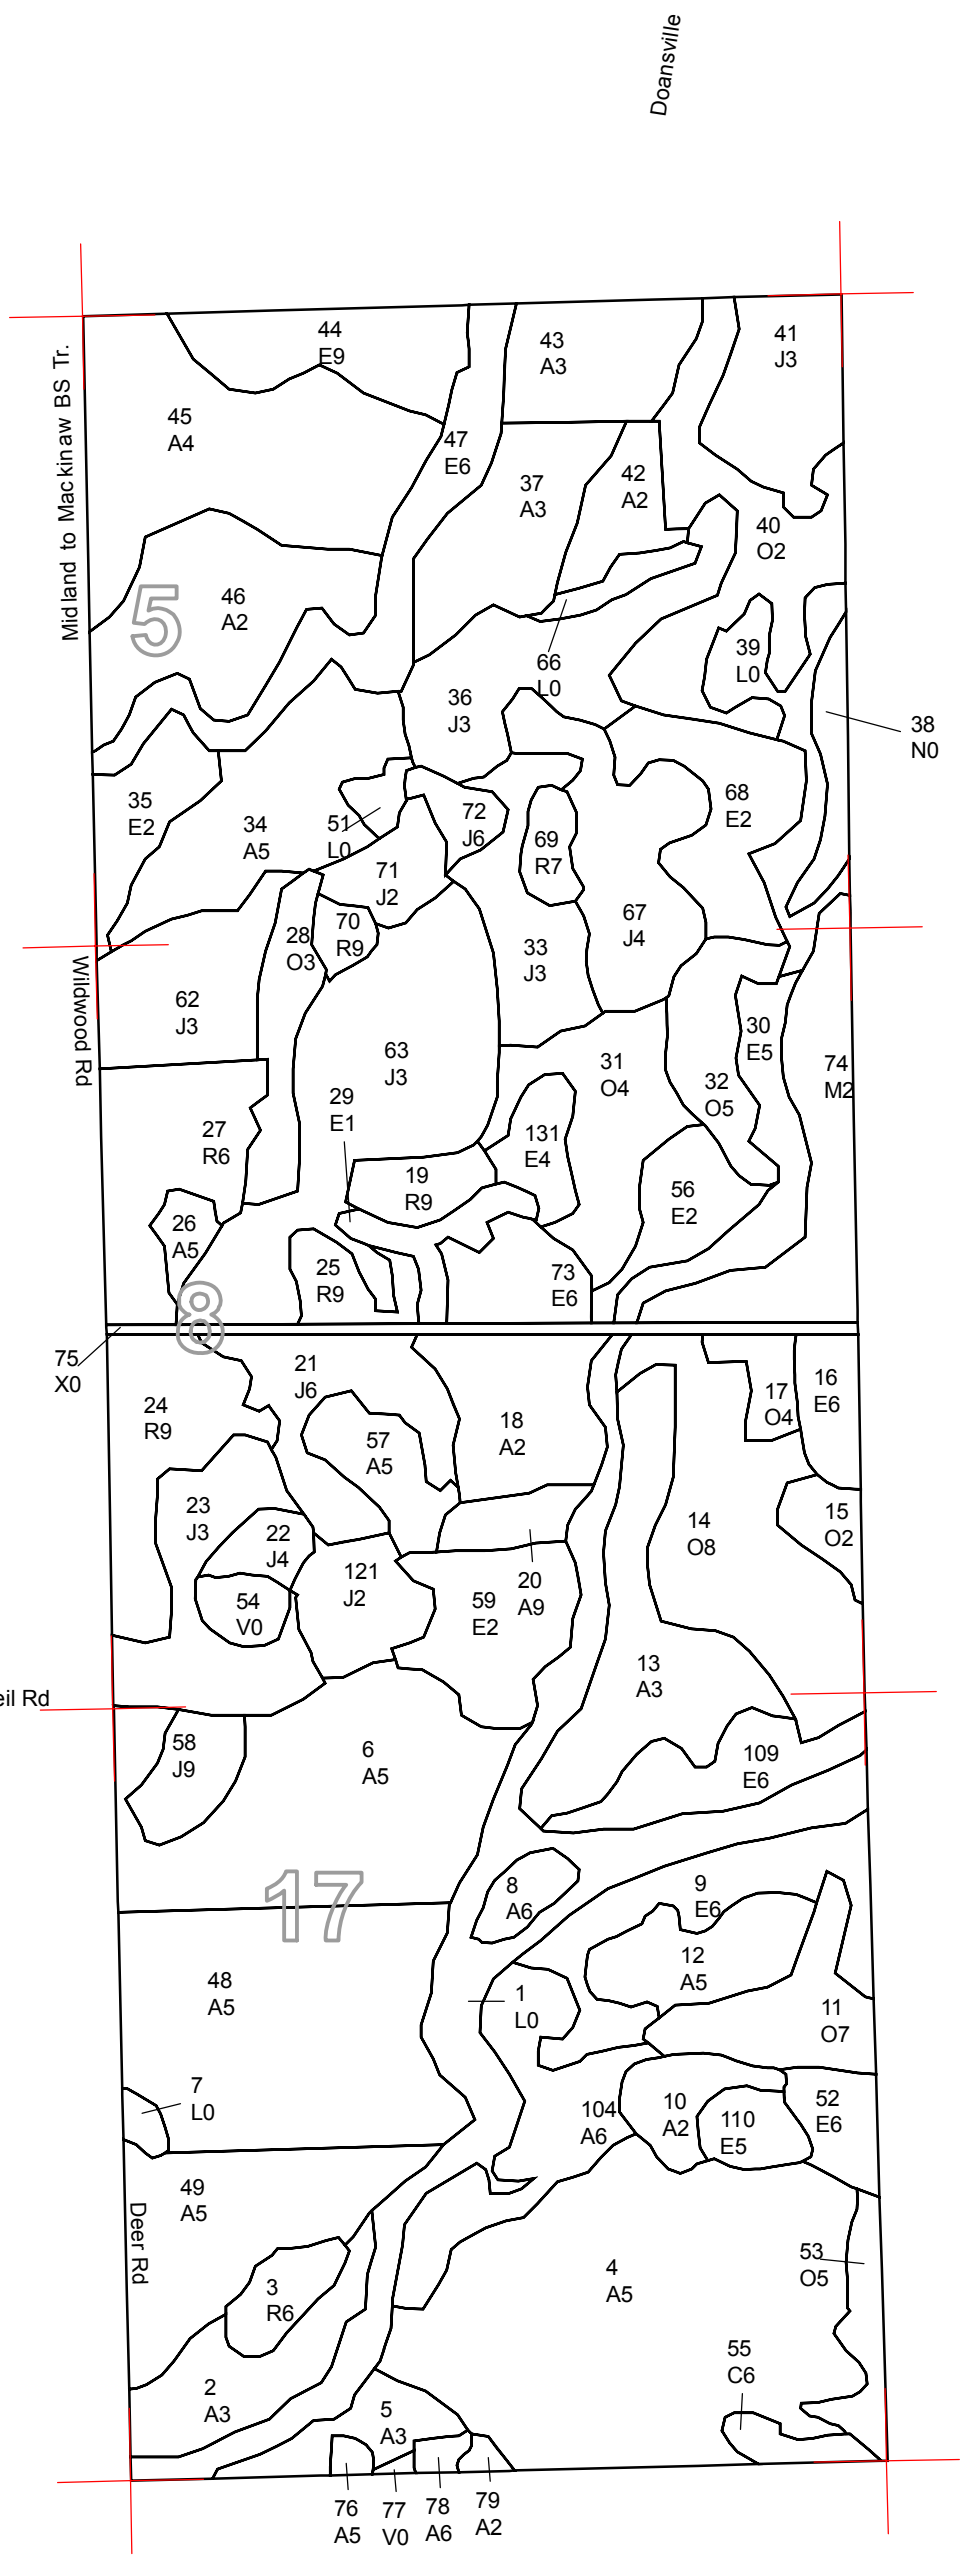 Doansville
Midland to Mackinaw BS Tr.
44
E9
43
A3
41
J3
45
A4
47
E6
37
A3
42
A2
40
O2
5
46
A2
66
L0
39
L0
36
J3
38
N0
35
E2
34
A5
51
L0
72
J6
69
R7
68
E2
71
J2
70
R9
28
O3
67
J4
33
J3
Wildwood Rd
62
J3
63
J3
31
O4
30
E5
74
M2
32
O5
29
E1
27
R6
131
E4
19
R9
56
E2
26
A5
25
R9
73
E6
8
75
X0
21
J6
24
R9
57
A5
18
A2
17
O4
16
E6
23
J3
22
J4
54
V0
121
J2
59
E2
20
A9
14
O8
15
O2
13
A3
eil Rd
58
J9
6
A5
109
E6
17
8
A6
9
E6
12
A5
48
A5
1
L0
11
O7
7
L0
104
A6
10
A2
110
E5
52
E6
49
A5
Deer Rd
53
O5
4
A5
3
R6
55
C6
2
A3
5
A3
76
A5
77
V0
78
A6
79
A2